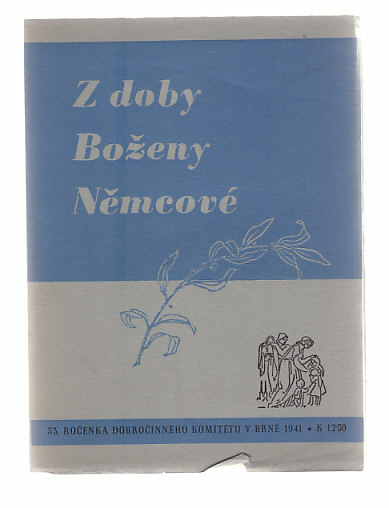 Z doby
Boženy
Němcové
53. ROČENKA DOBROČINNÉHO KOMITÉTU V BRNĚ 1941 • K 12·50